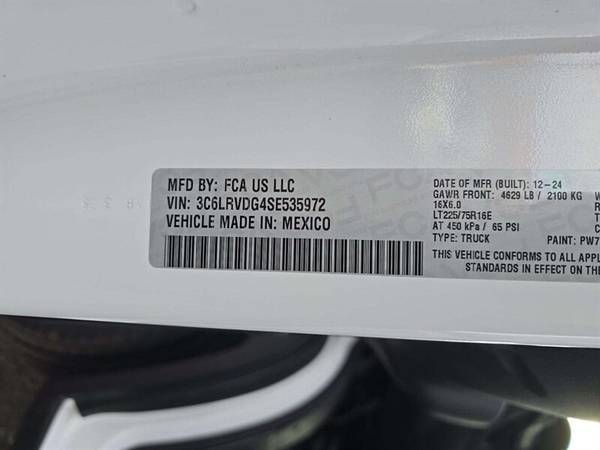 MFD BY: FCA US LLC
VIN: 3C6LRVDG4SE535972
VEHICLE MADE IN: MEXICO
DATE OF MFR (BUILT): 12-24
GAWR FRONT: 4629 LB / 2100 KG
16X6.0
LT225/75R16E
AT 450 kPa / 65 PSI
TYPE: TRUCK PAINT: PW7
THIS VEHICLE CONFORMS TO ALL APPL
STANDARDS IN EFFECT ON THE